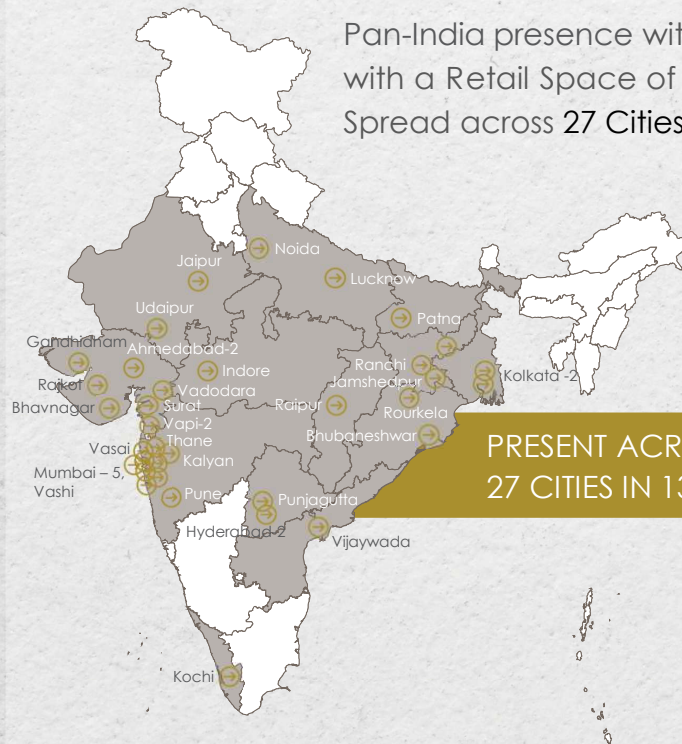 Pan-India presence wit
with a Retail Space of
Spread across 27 Cities
Noida
Jaipur
Lucknow
Udaipur
Patna
Gandhidham
Ahmedabad-2
Ranchi
Indore
Kolkata -2
Rajkot
Jamshedpur
Vadodara
Bhavnagar
Surat
Raipur
Rourkela
Vapi-2
Bhubaneshwar
Thane
Vasai
Kalyan
Mumbai – 5,
Vashi
PRESENT ACR
27 CITIES IN 13
Pune
Punjagutta
Hyderabad-2
Vijaywada
Kochi